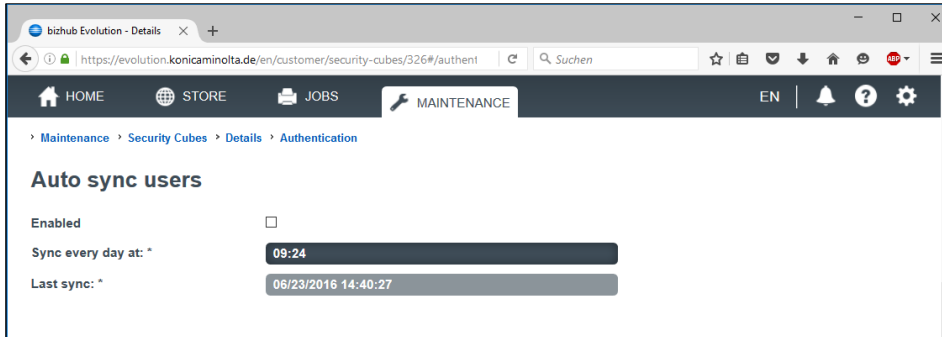 bizhub Evolution - Details
https://evolution.konicaminolta.de/en/customer/security-cubes/326#/authent
Suchen
ABP
HOME STORE JOBS MAINTENANCE EN
Maintenance Security Cubes Details Authentication
Auto sync users
Enabled
Sync every day at: * 09:24
Last sync: * 06/23/2016 14:40:27